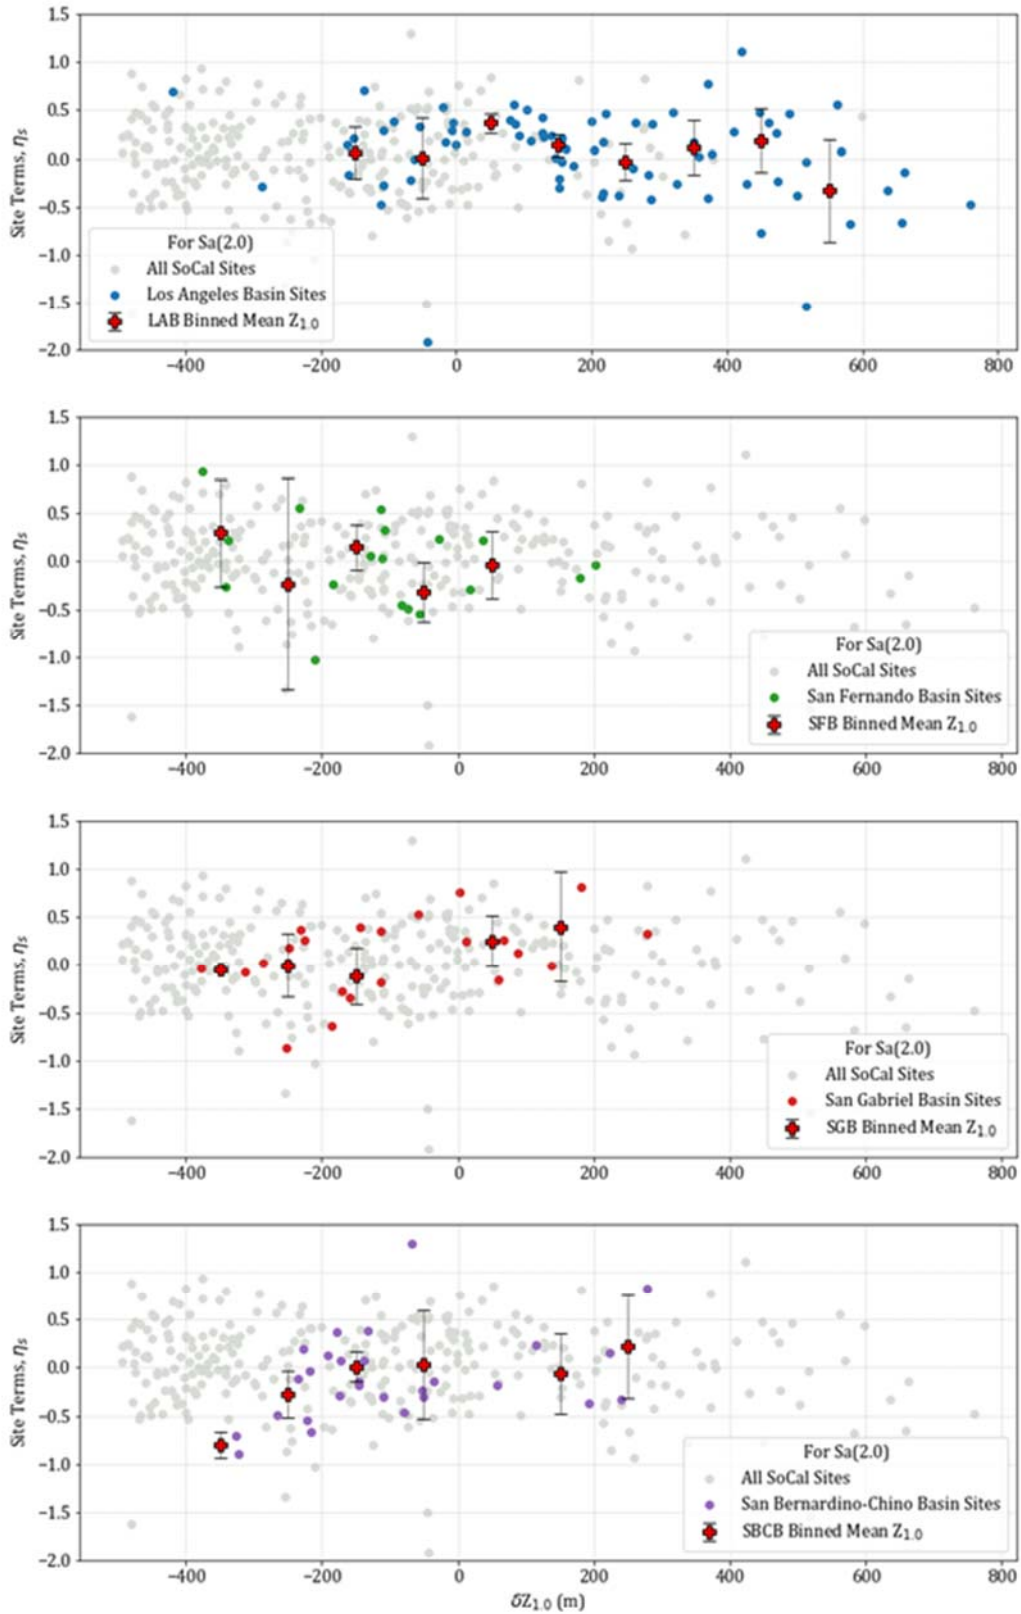 1.5
1.0
0.5
0.0
−0.5
−1.0
−1.5
−2.0
Site Terms, ηs
For Sa(2.0)
All SoCal Sites
Los Angeles Basin Sites
LAB Binned Mean Z1.0
−400 −200 0 200 400 600 800
1.5
1.0
0.5
0.0
−0.5
−1.0
−1.5
−2.0
Site Terms, ηs
For Sa(2.0)
All SoCal Sites
San Fernando Basin Sites
SFB Binned Mean Z1.0
−400 −200 0 200 400 600 800
1.5
1.0
0.5
0.0
−0.5
−1.0
−1.5
−2.0
Site Terms, ηs
For Sa(2.0)
All SoCal Sites
San Gabriel Basin Sites
SGB Binned Mean Z1.0
−400 −200 0 200 400 600 800
1.5
1.0
0.5
0.0
−0.5
−1.0
−1.5
−2.0
Site Terms, ηs
For Sa(2.0)
All SoCal Sites
San Bernardino-Chino Basin Sites
SBCB Binned Mean Z1.0
−400 −200 0 200 400 600 800
δZ1.0 (m)